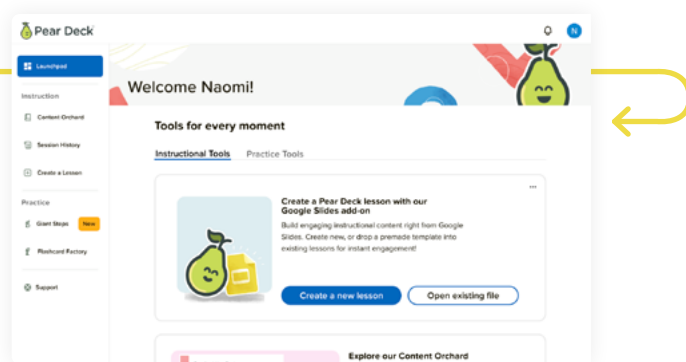 Pear Deck
N
Launchpad
Instruction
Content Orchard
Session History
Create a Lesson
Practice
Giant Steps New
Flashcard Factory
Support
Welcome Naomi!
Tools for every moment
Instructional Tools Practice Tools
Create a Pear Deck lesson with our
Google Slides add-on
Build engaging instructional content right from Google
Slides. Create new, or drop a premade template into
existing lessons for instant engagement!
Create a new lesson Open existing file
Explore our Content Orchard